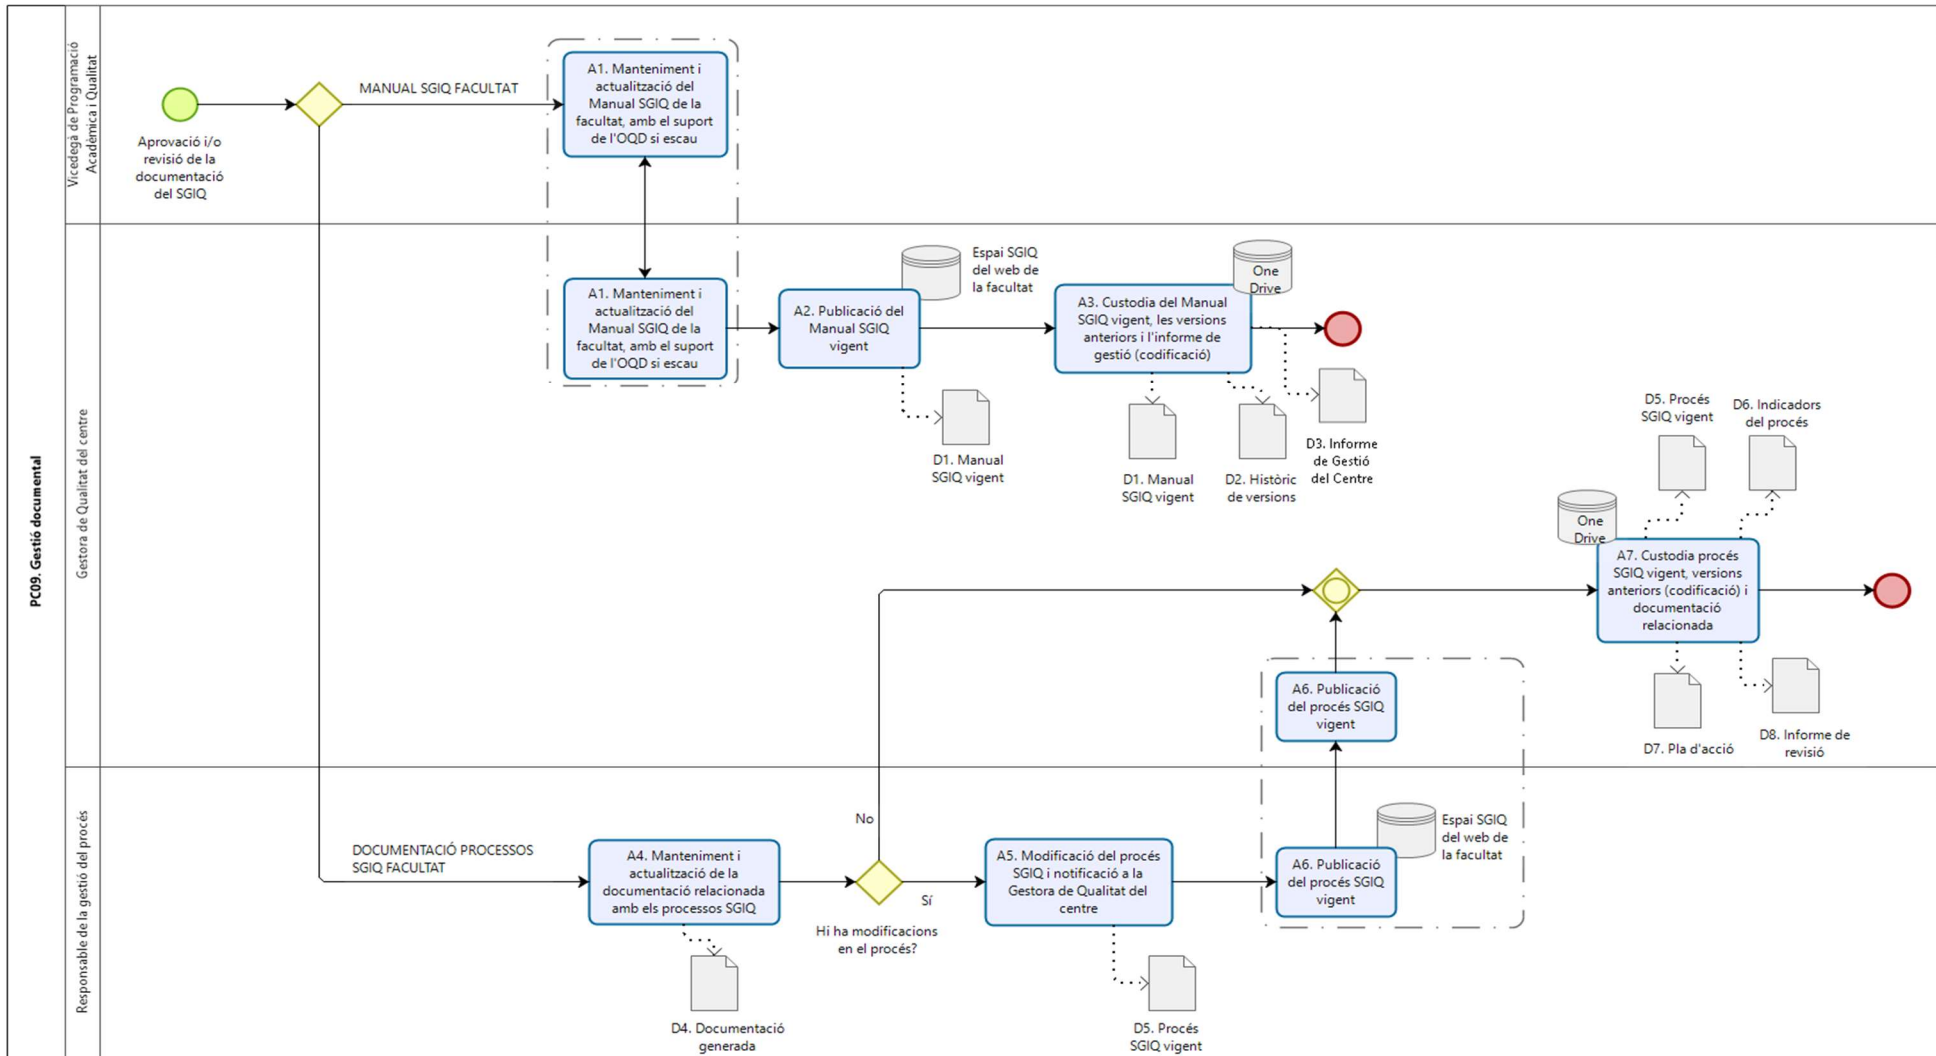 PC09. Gestió documental
Vicedegà de Programació
Acadèmica i Qualitat
Aprovació i/o
revisió de la
documentació
del SGIQ
MANUAL SGIQ FACULTAT
A1. Manteniment i
actualització del
Manual SGIQ de la
facultat, amb el suport
de l'OQD si escau
Gestora de Qualitat del centre
A1. Manteniment i
actualització del
Manual SGIQ de la
facultat, amb el suport
de l'OQD si escau
A2. Publicació del
Manual SGIQ
vigent
Espai SGIQ
del web de
la facultat
D1. Manual
SGIQ vigent
A3. Custodia del Manual
SGIQ vigent, les versions
anteriors i l'informe de
gestió (codificació)
One
Drive
D1. Manual
SGIQ vigent
D2. Històric
de versions
D3. Informe
de Gestió
del Centre
D5. Procés
SGIQ vigent
D6. Indicadors
del procés
One
Drive
A7. Custodia procés
SGIQ vigent, versions
anteriors (codificació) i
documentació
relacionada
D7. Pla d'acció
D8. Informe de
revisió
A6. Publicació
del procés SGIQ
vigent
Responsable de la gestió del procés
DOCUMENTACIÓ PROCESSOS
SGIQ FACULTAT
A4. Manteniment i
actualització de la
documentació relacionada
amb els processos SGIQ
D4. Documentació
generada
No
Sí
Hi ha modificacions
en el procés?
A5. Modificació del procés
SGIQ i notificació a la
Gestora de Qualitat del
centre
D5. Procés
SGIQ vigent
A6. Publicació
del procés SGIQ
vigent
Espai SGIQ
del web de
la facultat